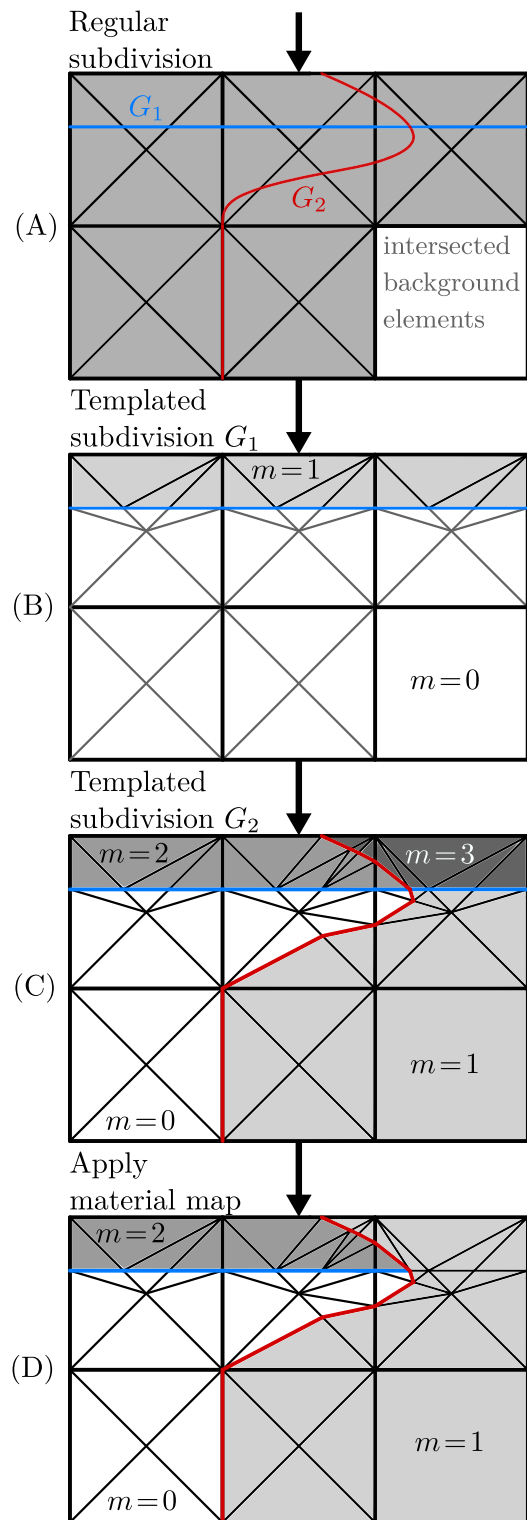 Regular
subdivision
G₁
G₂
(A)
intersected
background
elements
Templated
subdivision G₁
m=1
(B)
m=0
Templated
subdivision G₂
m=2
m=3
(C)
m=1
m=0
Apply
material map
m=2
(D)
m=1
m=0